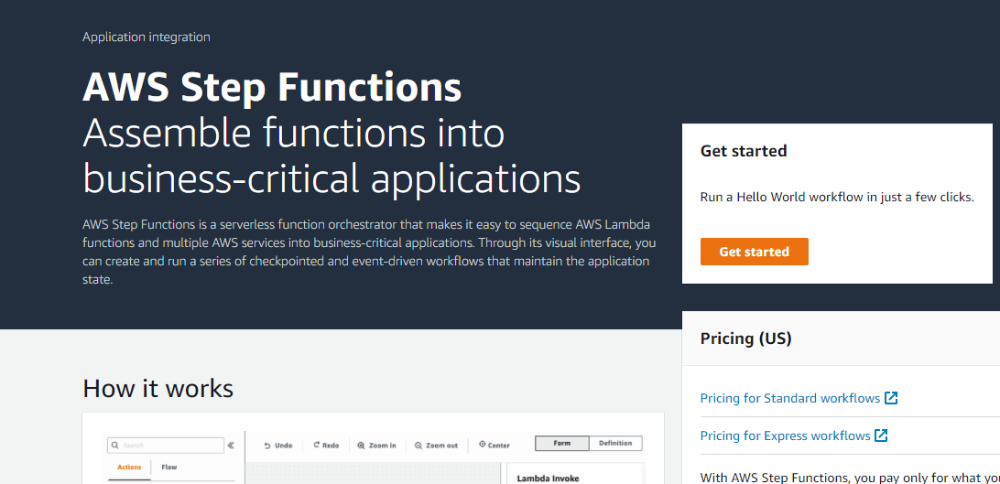 Application integration
AWS Step Functions
Assemble functions into
business-critical applications
AWS Step Functions is a serverless function orchestrator that makes it easy to sequence AWS Lambda
functions and multiple AWS services into business-critical applications. Through its visual interface, you
can create and run a series of checkpointed and event-driven workflows that maintain the application
state.
Get started
Run a Hello World workflow in just a few clicks.
Get started
Pricing (US)
Pricing for Standard workflows
Pricing for Express workflows
With AWS Step Functions, you pay only for what you
How it works
Search
Undo
Redo
Zoom in
Zoom out
Center
Form
Definition
Actions
Flow
Lambda Invoke